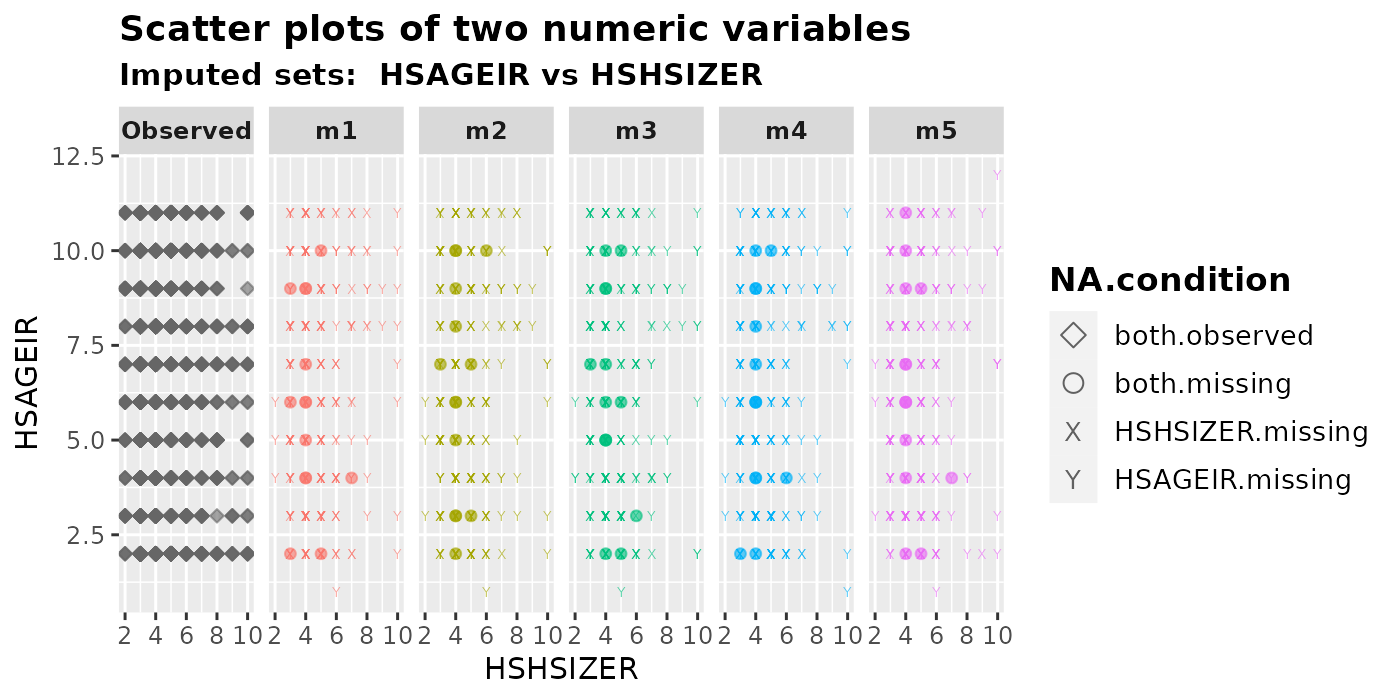 Scatter plots of two numeric variables
Imputed sets:  HSAGEIR vs HSHSIZER
Observed m1 m2 m3 m4 m5
12.5
10.0
7.5
5.0
2.5
HSAGEIR
2 4 6 8 10 2 4 6 8 10 2 4 6 8 10 2 4 6 8 10 2 4 6 8 10 2 4 6 8 10
HSHSIZER
NA.condition
both.observed
both.missing
X HSHSIZER.missing
Y HSAGEIR.missing